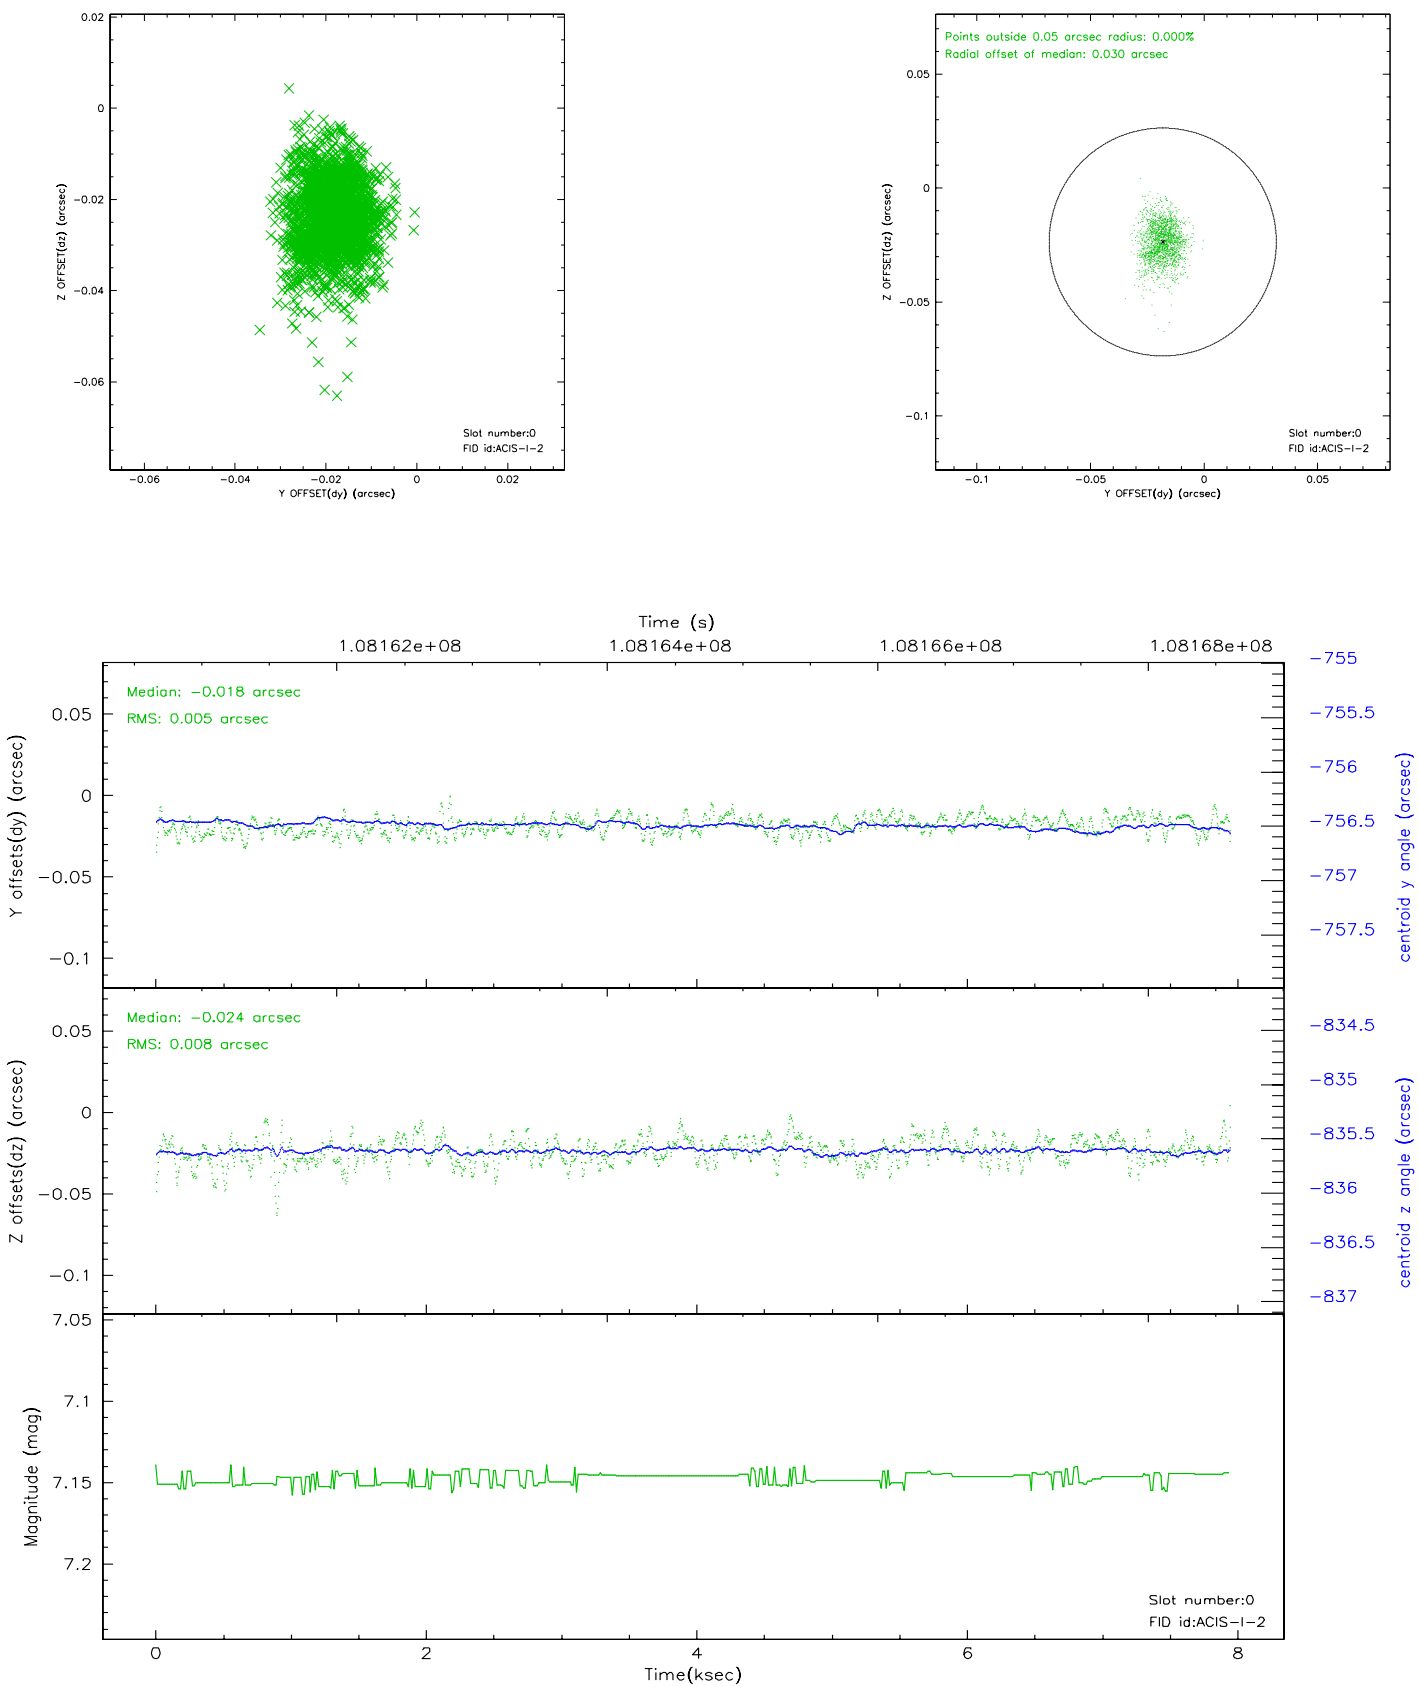 0.02
0
-0.02
-0.04
-0.06
Z OFFSET(dz) (arcsec)
Slot number:0
FID id:ACIS-I-2
-0.06 -0.04 -0.02 0 0.02
Y OFFSET(dy) (arcsec)
Points outside 0.05 arcsec radius: 0.000%
Radial offset of median: 0.030 arcsec
0.05
0
-0.05
-0.1
Z OFFSET(dz) (arcsec)
Slot number:0
FID id:ACIS-I-2
-0.1 -0.05 0 0.05
Y OFFSET(dy) (arcsec)
Time (s)
1.08162e+08 1.08164e+08 1.08166e+08 1.08168e+08
Median: -0.018 arcsec
RMS: 0.005 arcsec
0.05
0
-0.05
-0.1
Y offsets(dy) (arcsec)
-755
-755.5
-756
-756.5
-757
-757.5
centroid y angle (arcsec)
Median: -0.024 arcsec
RMS: 0.008 arcsec
0.05
0
-0.05
-0.1
Z offsets(dz) (arcsec)
-834.5
-835
-835.5
-836
-836.5
-837
centroid z angle (arcsec)
7.05
7.1
7.15
7.2
Magnitude (mag)
Slot number:0
FID id:ACIS-I-2
0 2 4 6 8
Time(ksec)